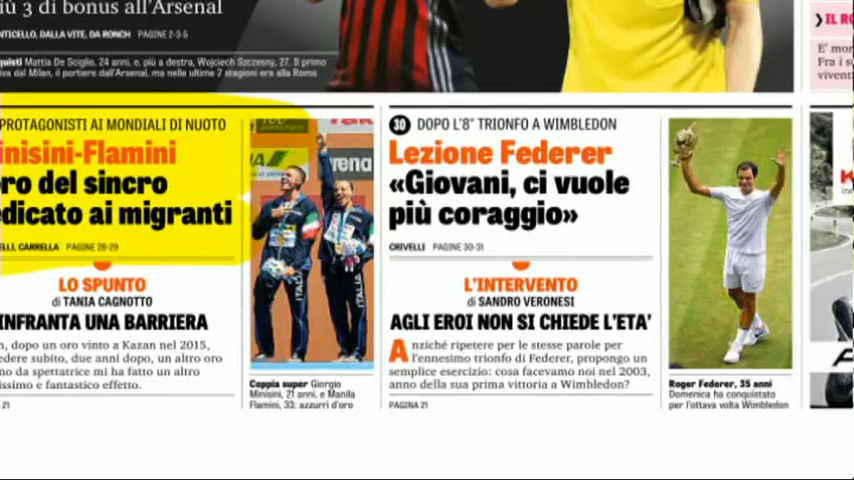 iù 3 di bonus all'Arsenal
NTICELLO, DALLA VITE, DA RONCH PAGINE 2-3-5
quisti Mattia De Sciglio, 24 anni, e, più a destra, Wojciech Szczesny, 27. Il primo
va dal Milan, il portiere dall'Arsenal, ma nelle ultime 2 stagioni era alla Roma
IL RO
E' mor
Fra i s
vivent
PROTAGONISTI AI MONDIALI DI NUOTO
inisini-Flamini
oro del sincro
edicato ai migranti
ELLI, CARRELLA PAGINE 28-29
LO SPUNTO
di TANIA CAGNOTTO
INFRANTA UNA BARRIERA
n, dopo un oro vinto a Kazan nel 2015,
edere subito, due anni dopo, un altro oro
no da spettatrice mi ha fatto un altro
issimo e fantastico effetto.
21
arena
ITALIA
ITALIA
Coppia super Giorgio
Minisini, 21 anni, e Manila
Flamini, 33: azzurri d'oro
30 DOPO L'8° TRIONFO A WIMBLEDON
Lezione Federer
«Giovani, ci vuole
più coraggio»
CRIVELLI PAGINE 30-31
L'INTERVENTO
di SANDRO VERONESI
AGLI EROI NON SI CHIEDE L'ETA'
Anziché ripetere per le stesse parole per
l'ennesimo trionfo di Federer, propongo un
semplice esercizio: cosa facevamo noi nel 2003,
anno della sua prima vittoria a Wimbledon?
PAGINA 21
Roger Federer, 35 anni
Domenica ha conquistato
per l'ottava volta Wimbledon